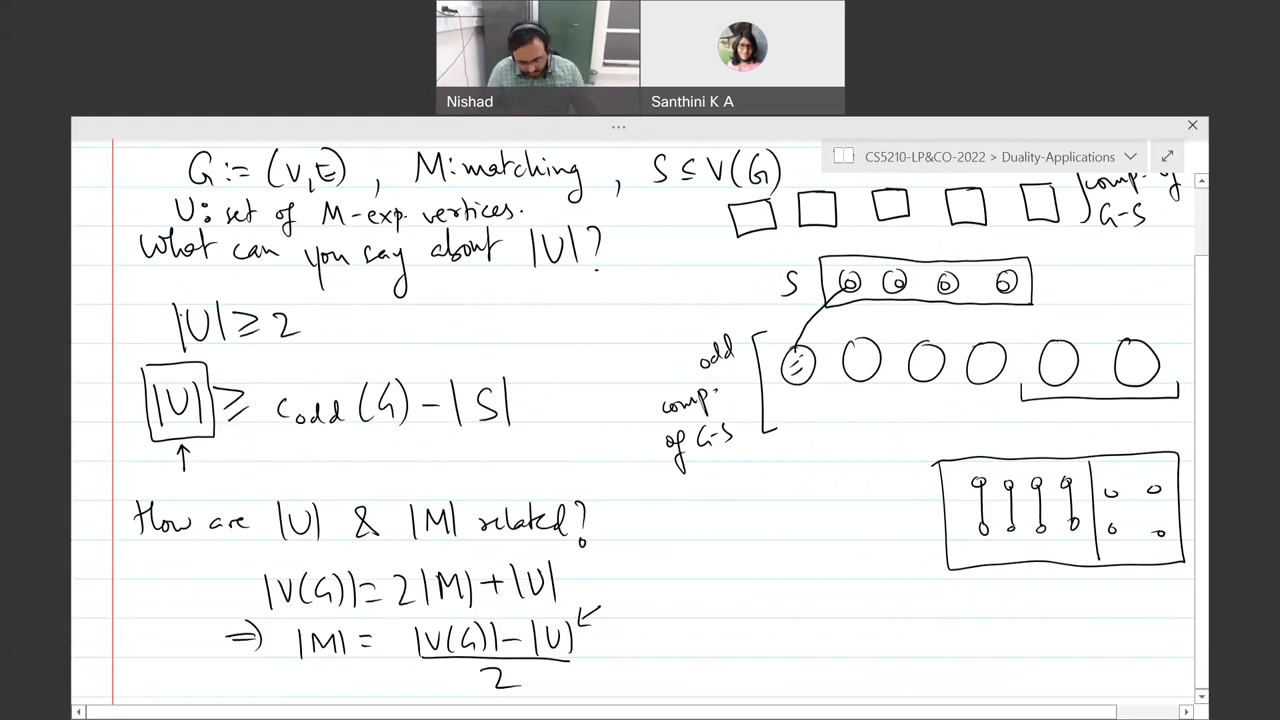 Nishad
Santhini K A
CS5210-LP&CO-2022 > Duality-Applications
G := (V, E) , M: matching , S ⊆ V(G)
U: set of M-exp. vertices.
What can you say about |U|?
|U| ≥ 2
|U| ≥ codd (G) - |S|
How are |U| & |M| related?
|V(G)| = 2|M| + |U|
⇒ |M| = |V(G)| - |U|
2
comp. of
G-S
S
odd
comp.
of G-S